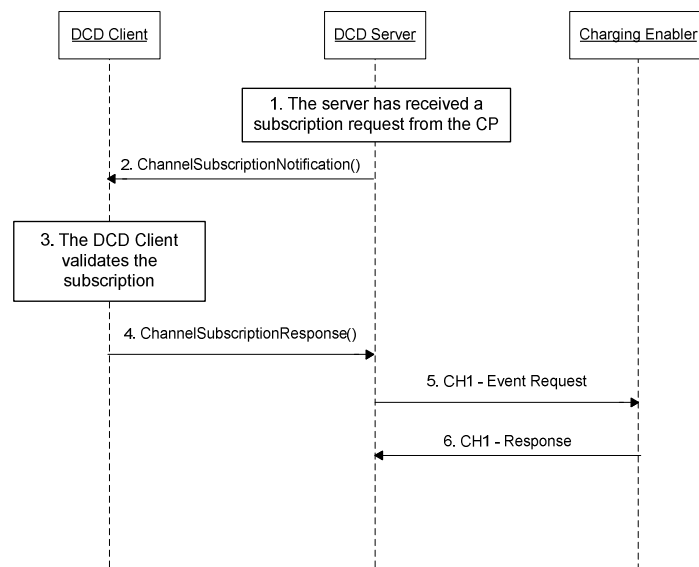 DCD Client
DCD Server
Charging Enabler
1. The server has received a
subscription request from the CP
2. ChannelSubscriptionNotification()
3. The DCD Client
validates the
subscription
4. ChannelSubscriptionResponse()
5. CH1 - Event Request
6. CH1 - Response